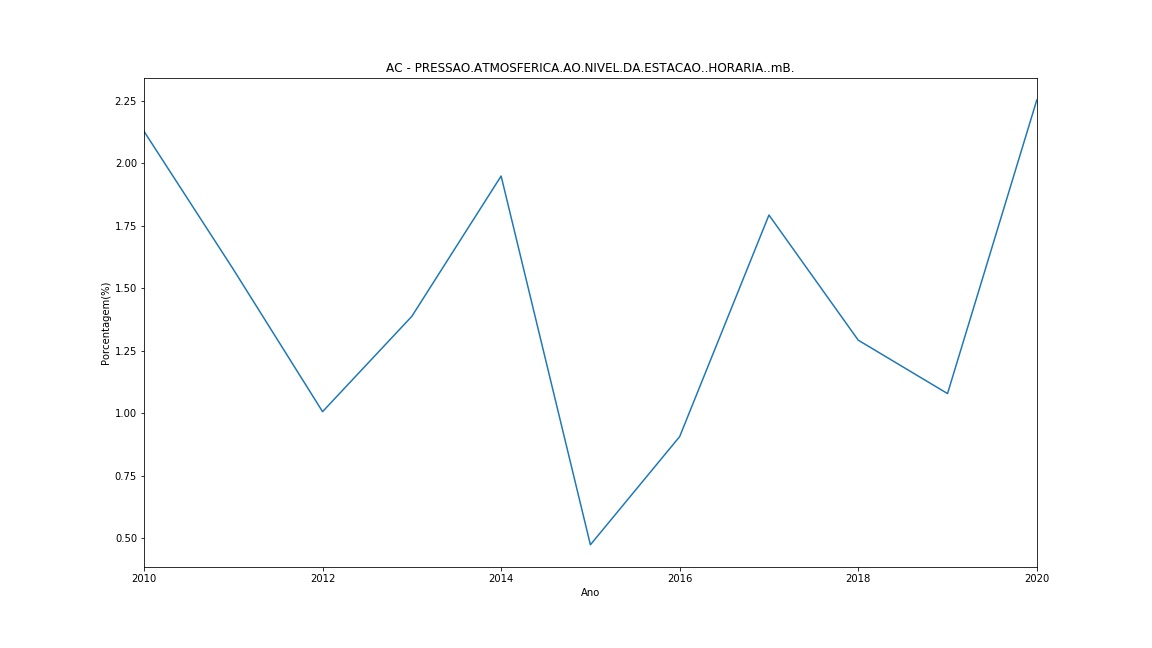 AC - PRESSAO.ATMOSFERICA.AO.NIVEL.DA.ESTACAO..HORARIA..mB.
Porcentagem(%)
2.25
2.00
1.75
1.50
1.25
1.00
0.75
0.50
2010 2012 2014 2016 2018 2020
Ano